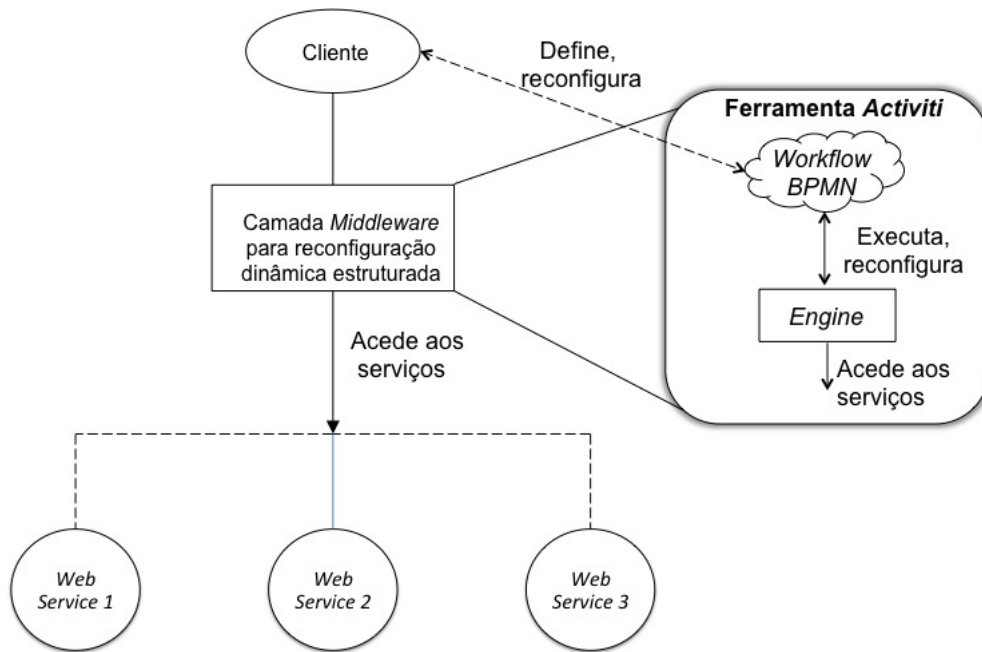 Cliente
Define,
reconfigura
Ferramenta Activiti
Workflow
BPMN
Camada Middleware
para reconfiguração
dinâmica estruturada
Executa,
reconfigura
Engine
Acede aos
serviços
Acede aos
serviços
Web
Service 1
Web
Service 2
Web
Service 3